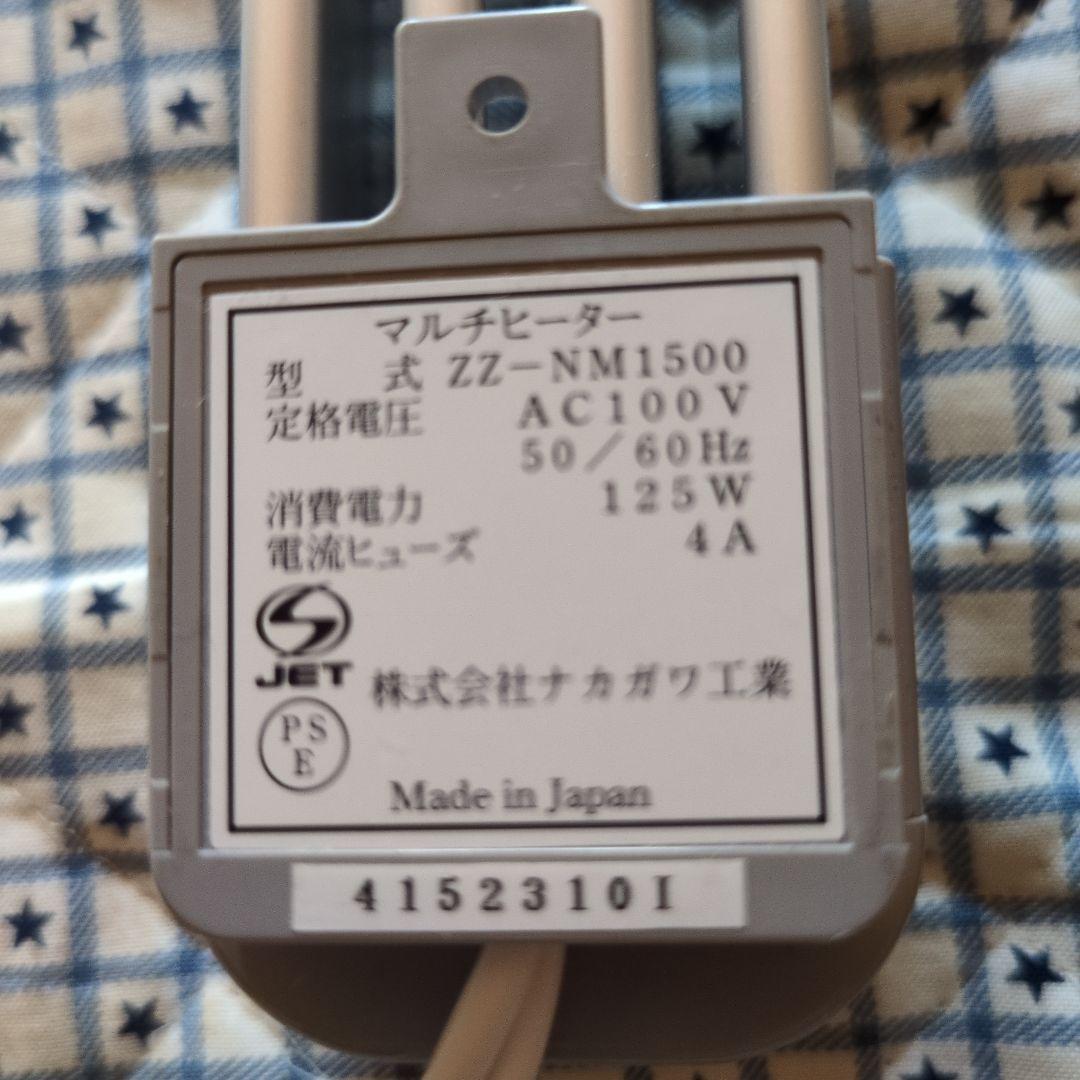 マルチヒーター
型 式 ZZ－NM1500
定格電圧 AC100V
50／60Hz
消費電力 125W
電流ヒューズ 4A
JET
株式会社ナカガワ工業
PS
E
Made in Japan
4152310I